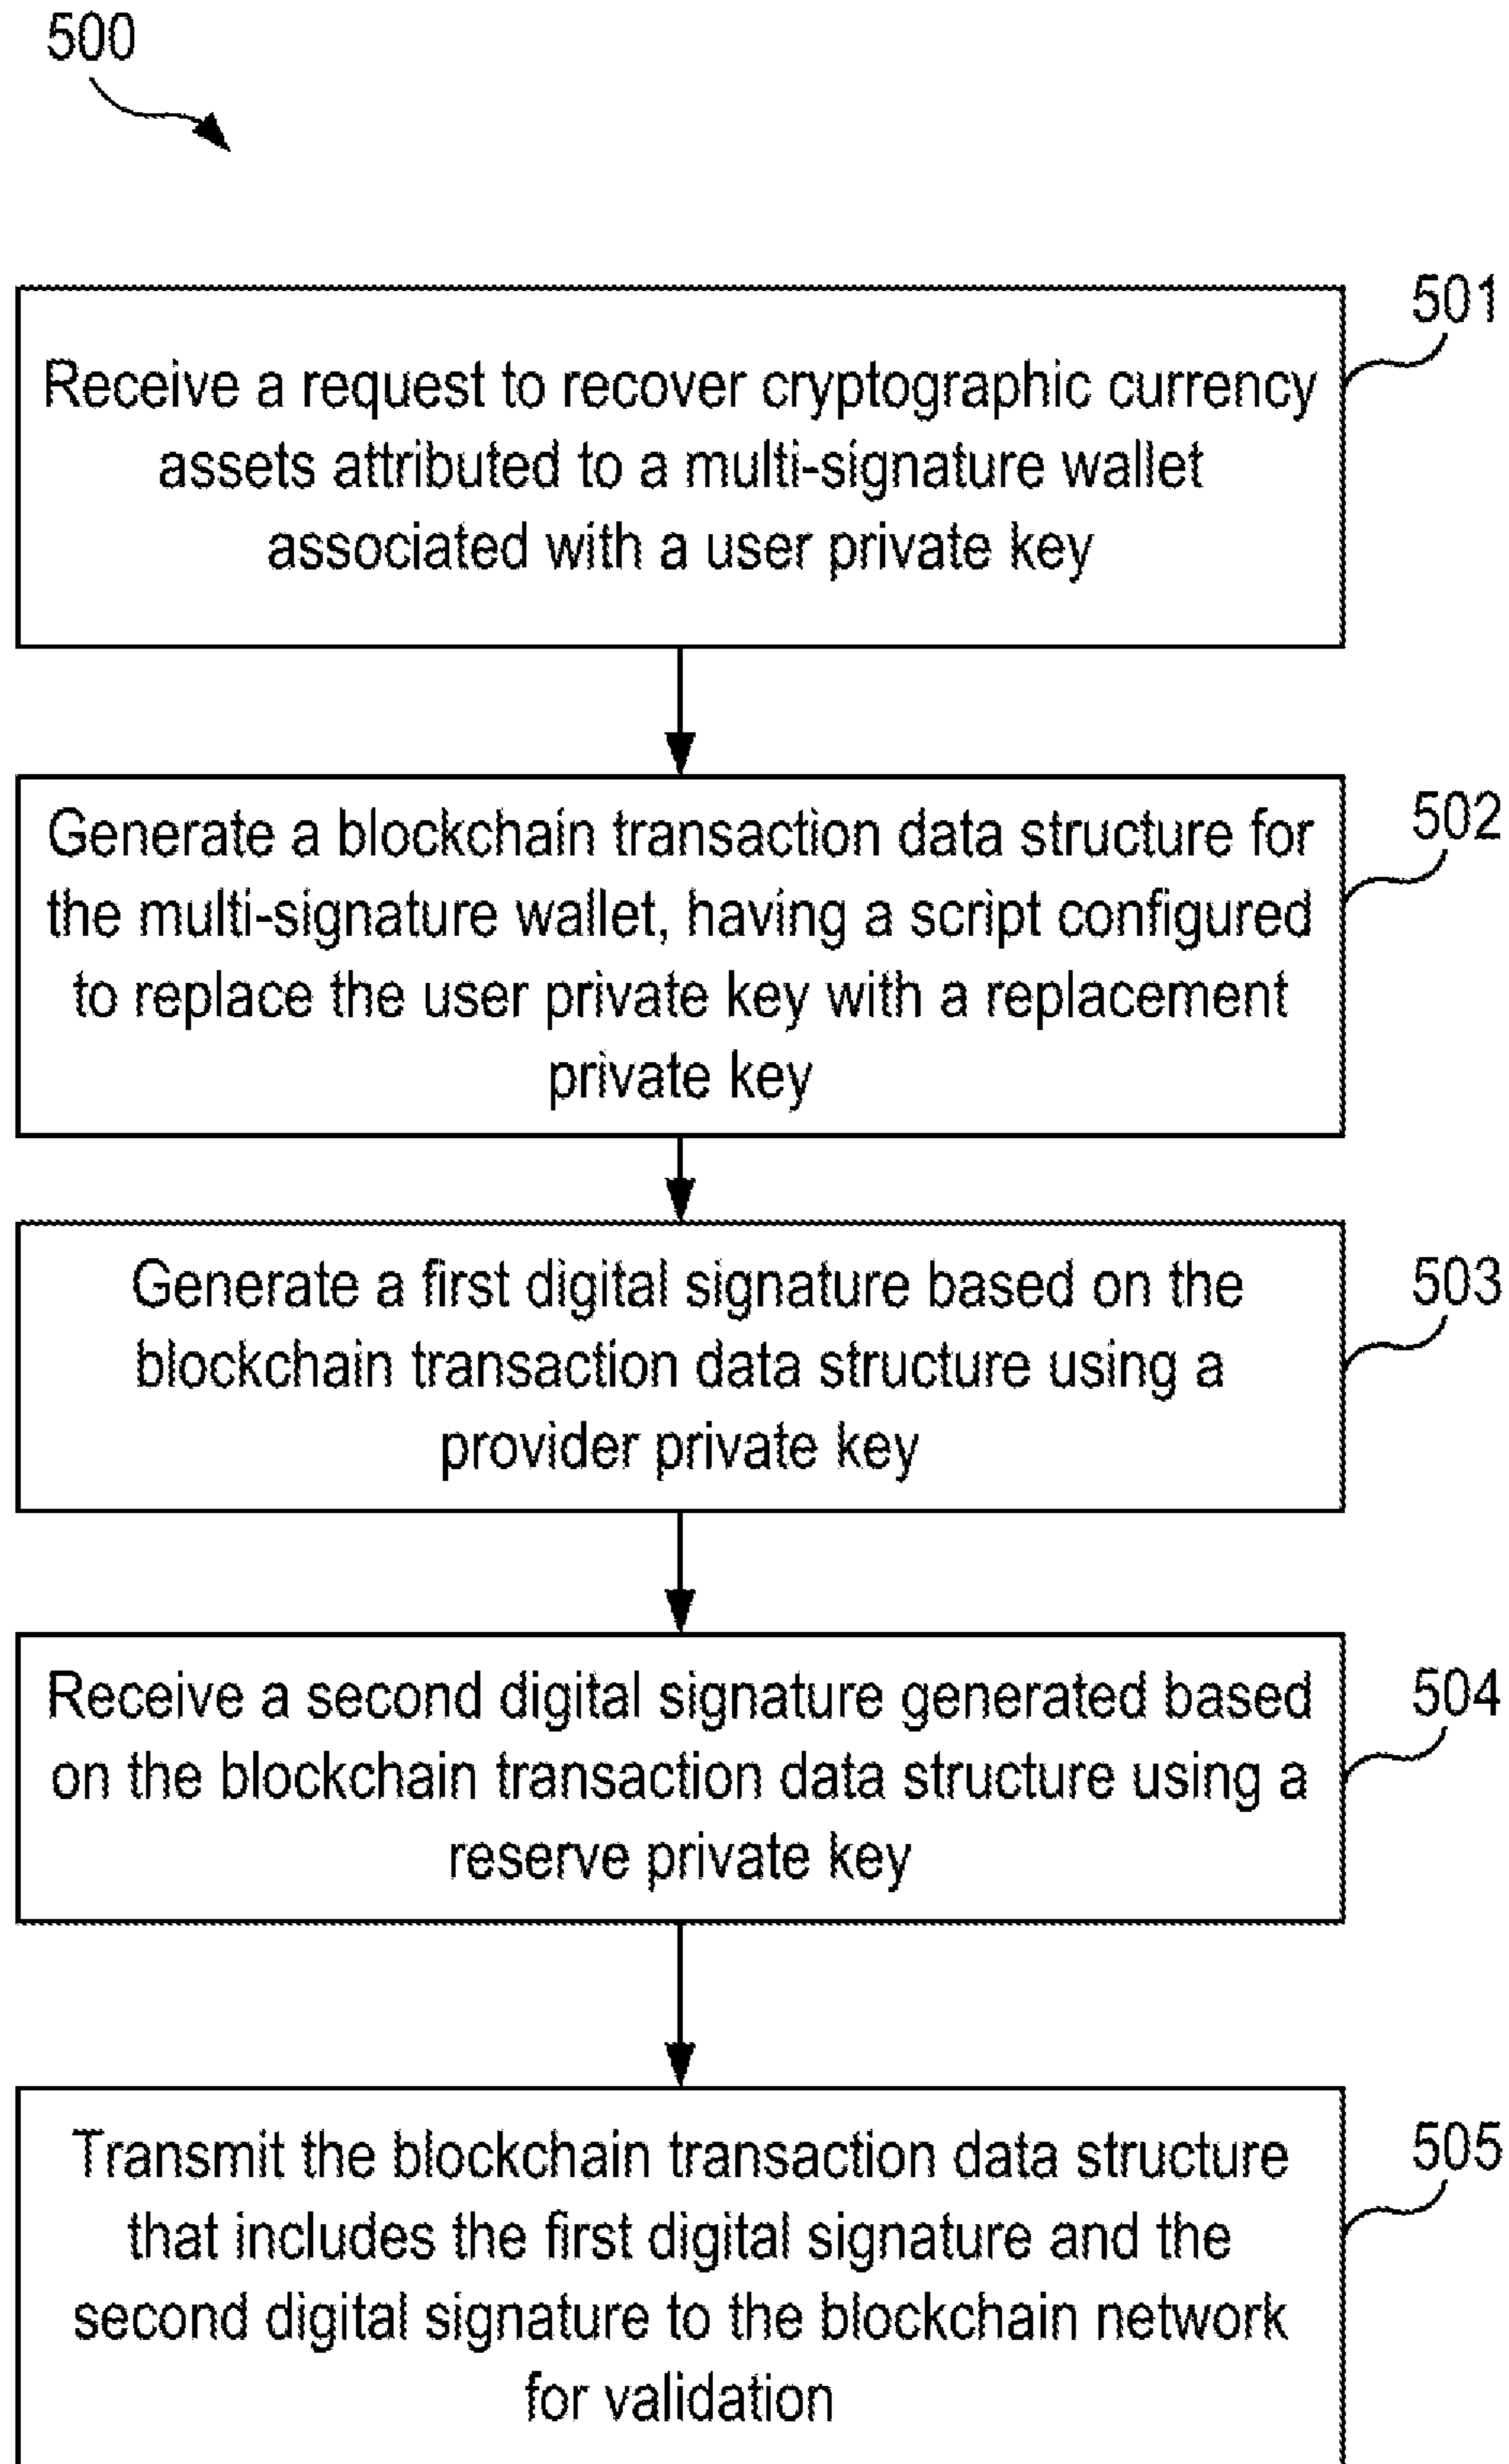 500
501
Receive a request to recover cryptographic currency
assets attributed to a multi-signature wallet
associated with a user private key
502
Generate a blockchain transaction data structure for
the multi-signature wallet, having a script configured
to replace the user private key with a replacement
private key
503
Generate a first digital signature based on the
blockchain transaction data structure using a
provider private key
504
Receive a second digital signature generated based
on the blockchain transaction data structure using a
reserve private key
505
Transmit the blockchain transaction data structure
that includes the first digital signature and the
second digital signature to the blockchain network
for validation